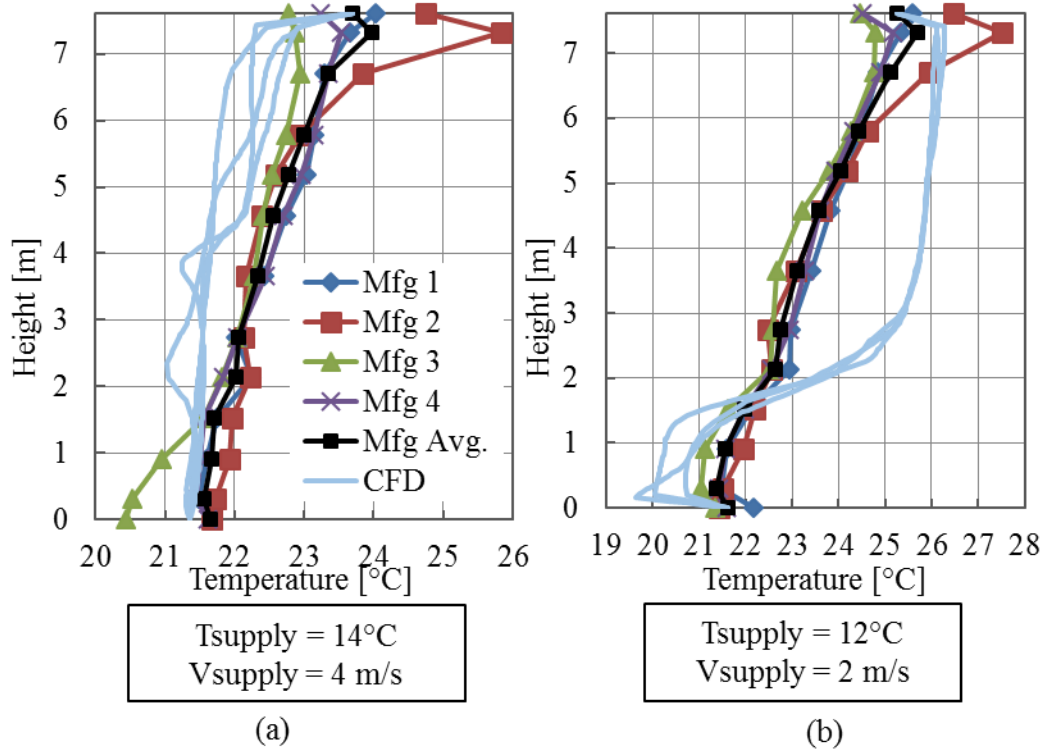 7
6
5
4
3
2
1
0
Height [m]
Mfg 1
Mfg 2
Mfg 3
Mfg 4
Mfg Avg.
CFD
20 21 22 23 24 25 26
Temperature [°C]
Tsupply = 14°C
Vsupply = 4 m/s
(a)
7
6
5
4
3
2
1
0
Height [m]
19 20 21 22 23 24 25 26 27 28
Temperature [°C]
Tsupply = 12°C
Vsupply = 2 m/s
(b)